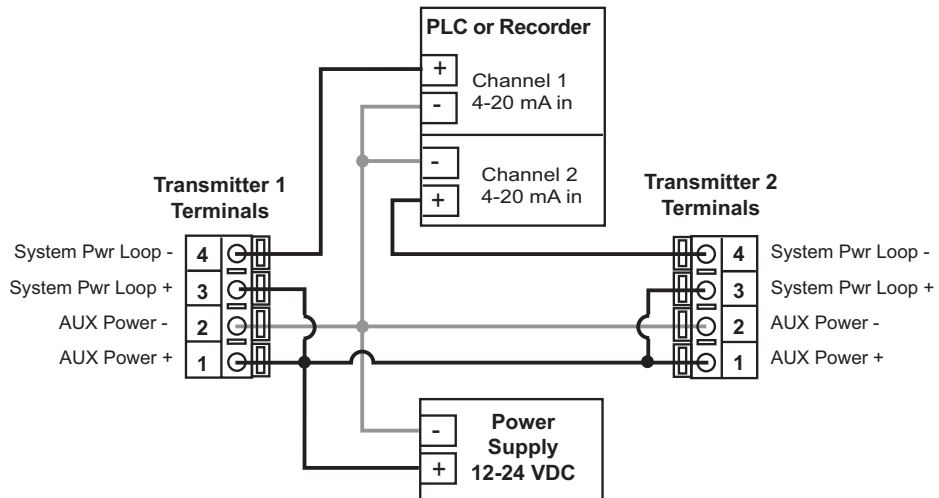 PLC or Recorder
+
Channel 1
4-20 mA in
-
-
Channel 2
4-20 mA in
+
Transmitter 1
Terminals
System Pwr Loop - 4
System Pwr Loop + 3
AUX Power - 2
AUX Power + 1
Transmitter 2
Terminals
4 System Pwr Loop -
3 System Pwr Loop +
2 AUX Power -
1 AUX Power +
-
+
Power
Supply
12-24 VDC